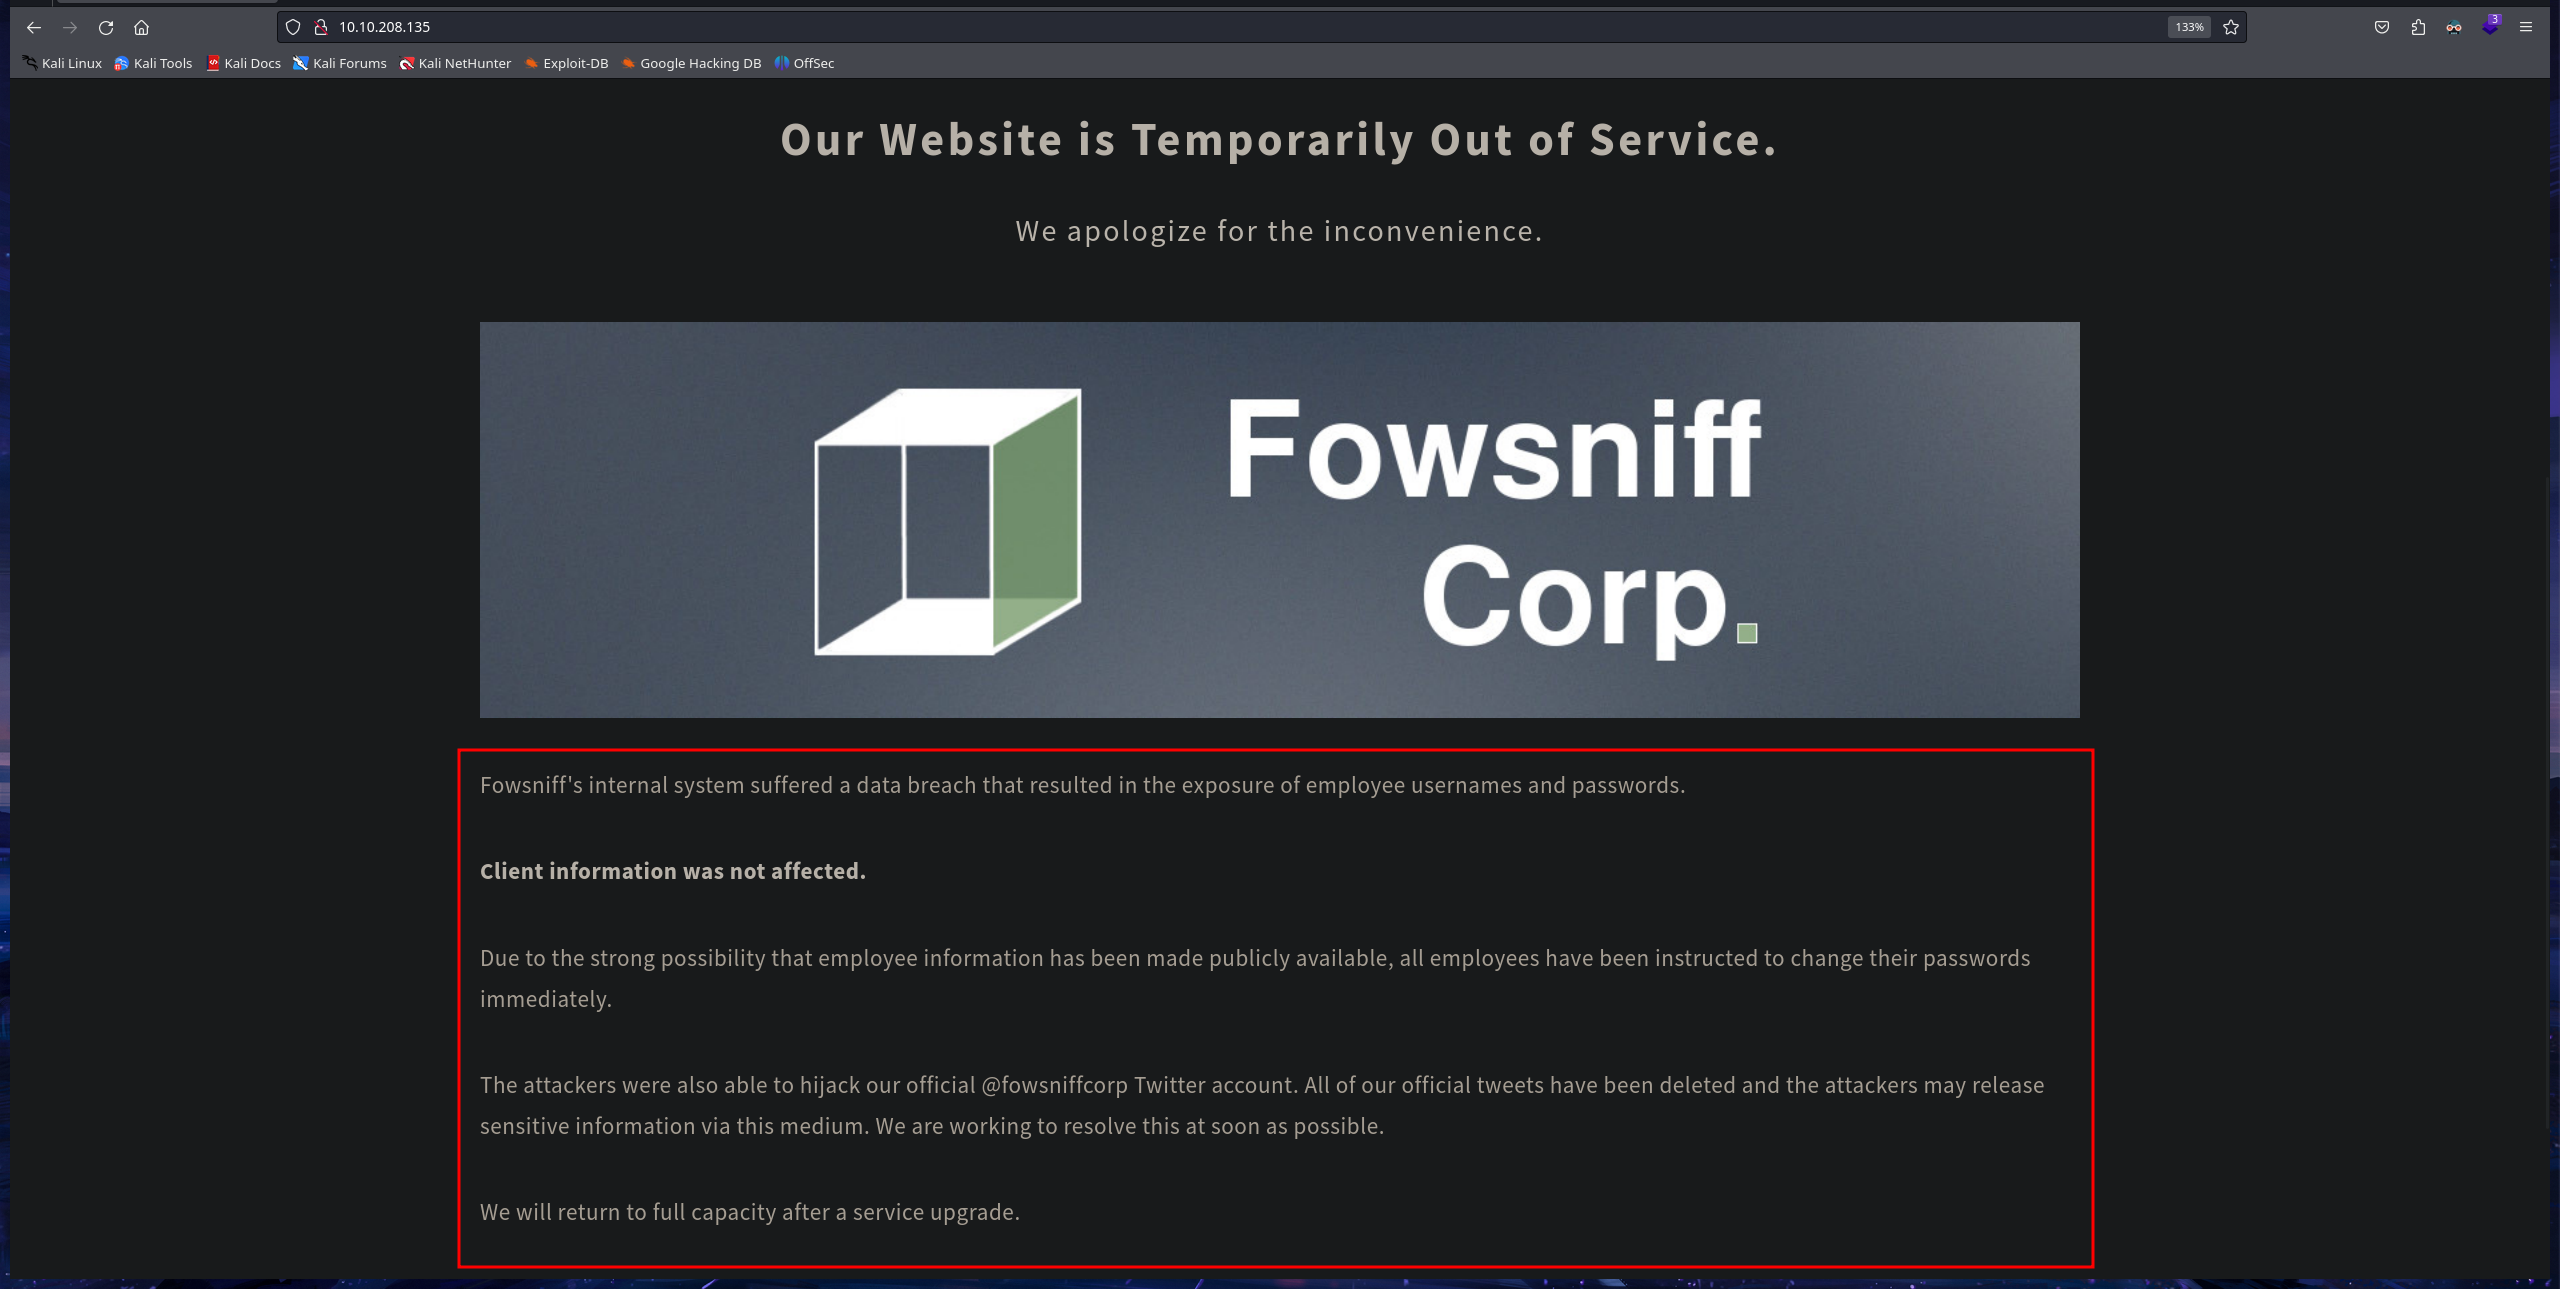 10.10.208.135
133%
3
Kali Linux
Kali Tools
Kali Docs
Kali Forums
Kali NetHunter
Exploit-DB
Google Hacking DB
OffSec
Our Website is Temporarily Out of Service.
We apologize for the inconvenience.
Fowsniff
Corp.
Fowsniff's internal system suffered a data breach that resulted in the exposure of employee usernames and passwords.
Client information was not affected.
Due to the strong possibility that employee information has been made publicly available, all employees have been instructed to change their passwords
immediately.
The attackers were also able to hijack our official @fowsniffcorp Twitter account. All of our official tweets have been deleted and the attackers may release
sensitive information via this medium. We are working to resolve this at soon as possible.
We will return to full capacity after a service upgrade.